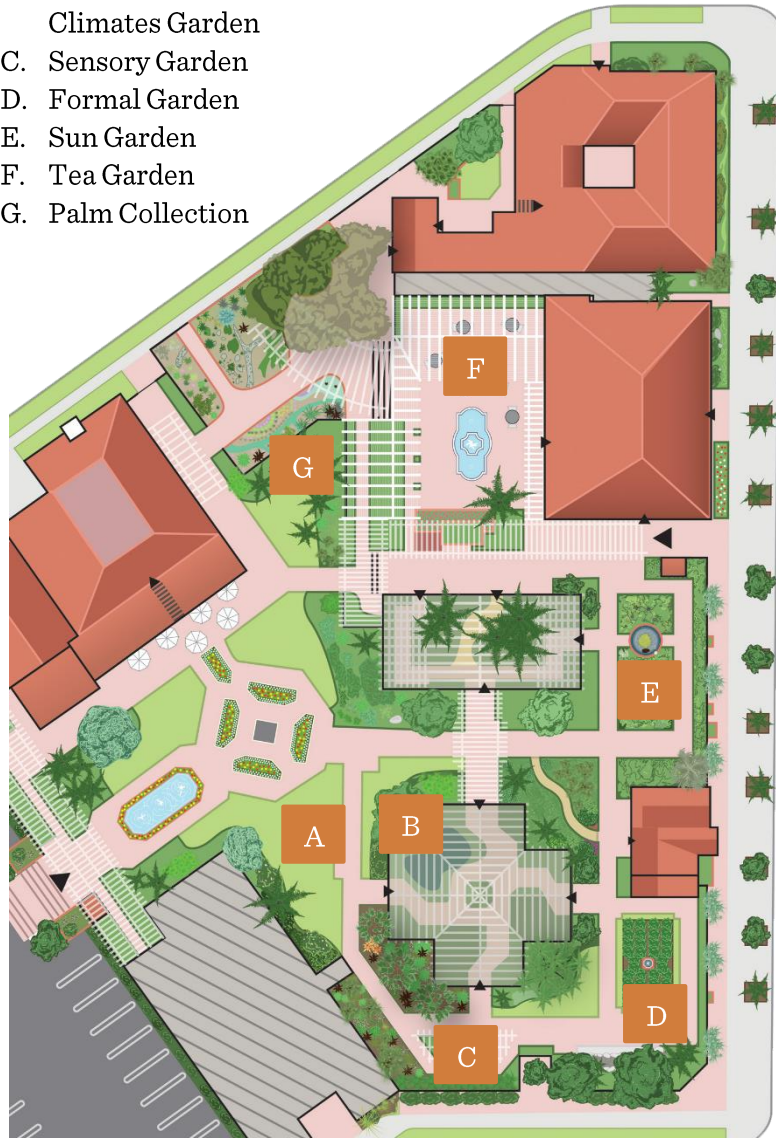 Climates Garden
C. Sensory Garden
D. Formal Garden
E. Sun Garden
F. Tea Garden
G. Palm Collection
F
G
E
A
B
D
C